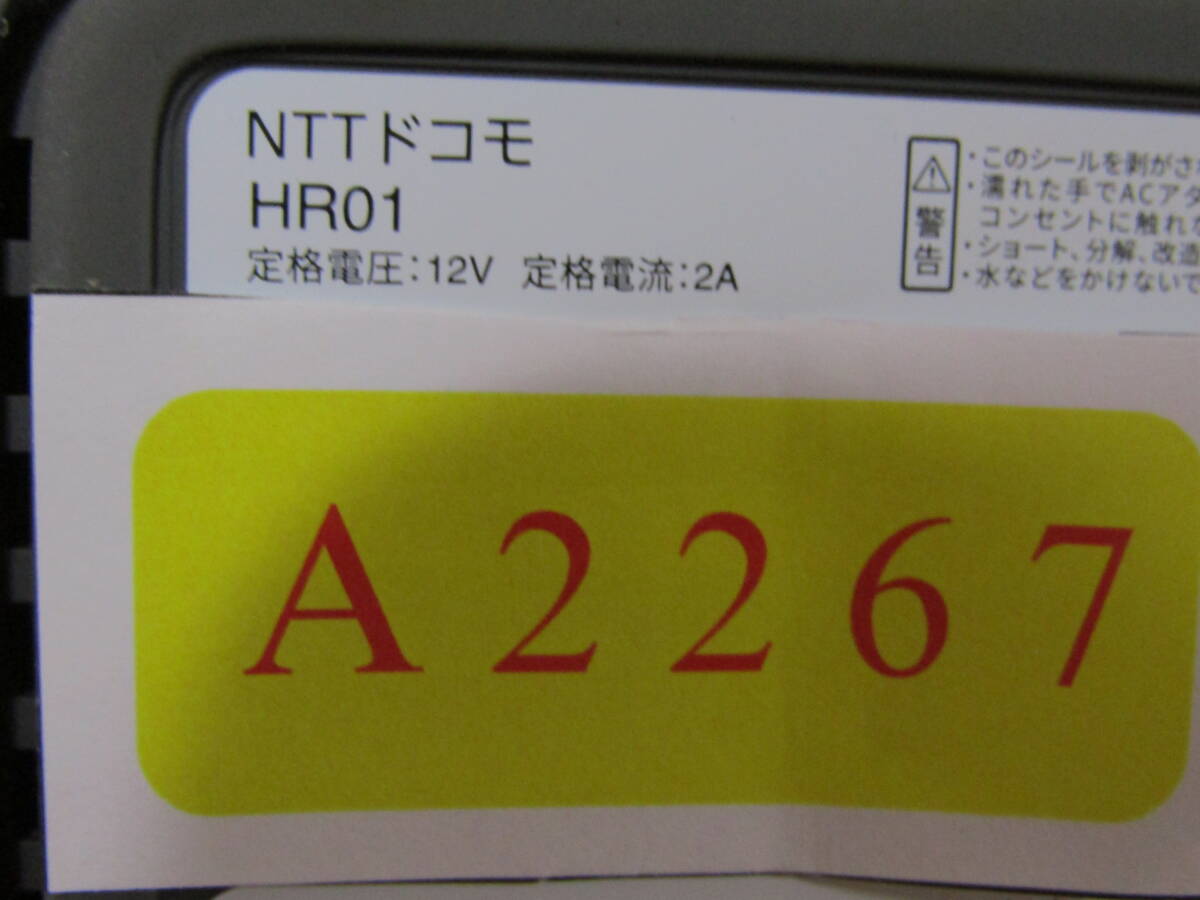 NTTドコモ
HR01
定格電圧：12V 定格電流：2A
警告
・このシールを剥がさ
・濡れた手でACアダ
コンセントに触れな
・ショート、分解、改造
・水などをかけないで
A2267